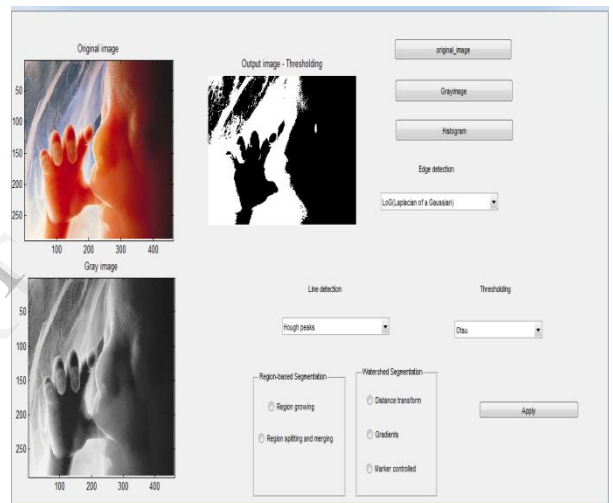 Original image
50
100
150
200
250
100 200 300 400
Output image - Thresholding
original_image
Grayimage
Histogram
Edge detection
LoG(Laplacian of a Gaussian)
Gray image
50
100
150
200
250
100 200 300 400
Line detection
Hough peaks
Thresholding
Otsu
Region-based Segmentation
Region growing
Region splitting and merging
Watershed Segmentation
Distance transform
Gradients
Marker controlled
Apply